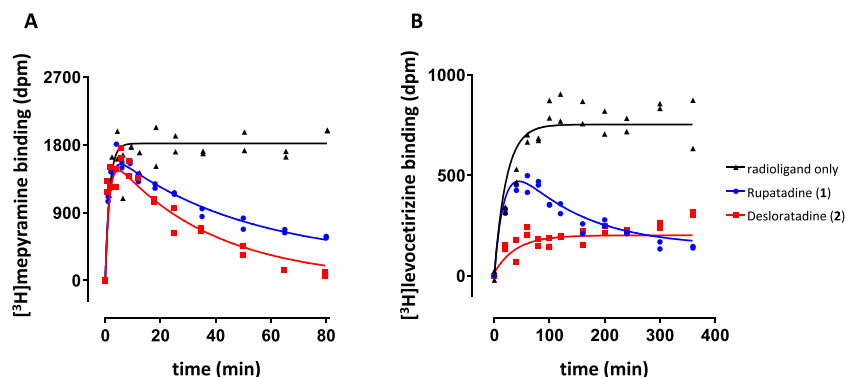 A
[³H]mepyramine binding (dpm)
2700
1800
900
0
0 20 40 60 80
time (min)
B
[³H]levocetirizine binding (dpm)
1000
500
0
0 100 200 300 400
time (min)
radioligand only
Rupatadine (1)
Desloratadine (2)